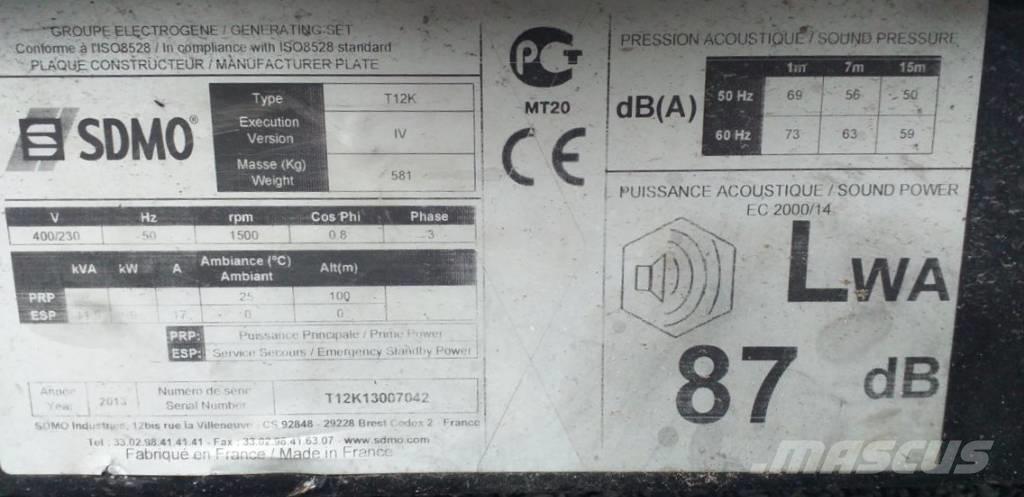 GROUPE ELECTROGENE / GENERATING SET
Conforme à l'ISO8528 / In compliance with ISO8528 standard
PLAQUE CONSTRUCTEUR / MANUFACTURER PLATE
SDMO®
Type T12K
Execution Version IV
Masse (Kg) Weight 581
V Hz rpm Cos Phi Phase
400/230 50 1500 0.8 3
kVA kW A Ambiance (°C) Ambiant Alt(m)
PRP 25 100
ESP 17 0 0
PRP: Puissance Principale / Prime Power
ESP: Service Secours / Emergency Standby Power
Année Year 2013 Numero de serie Serial Number T12K13007042
SDMO Industries, 12bis rue la Villeneuve - CS 92848 - 29228 Brest Cedex 2 - France
Tel : 33.02.98.41.41.41 - Fax : 33.02.98.41.63.07 - www.sdmo.com
Fabriqué en France / Made in France
PCT
MT20
CE
PRESSION ACOUSTIQUE / SOUND PRESSURE
1m 7m 15m
dB(A)
50 Hz 69 56 50
60 Hz 73 63 59
PUISSANCE ACOUSTIQUE / SOUND POWER
EC 2000/14
LWA
87 dB
MASCUS